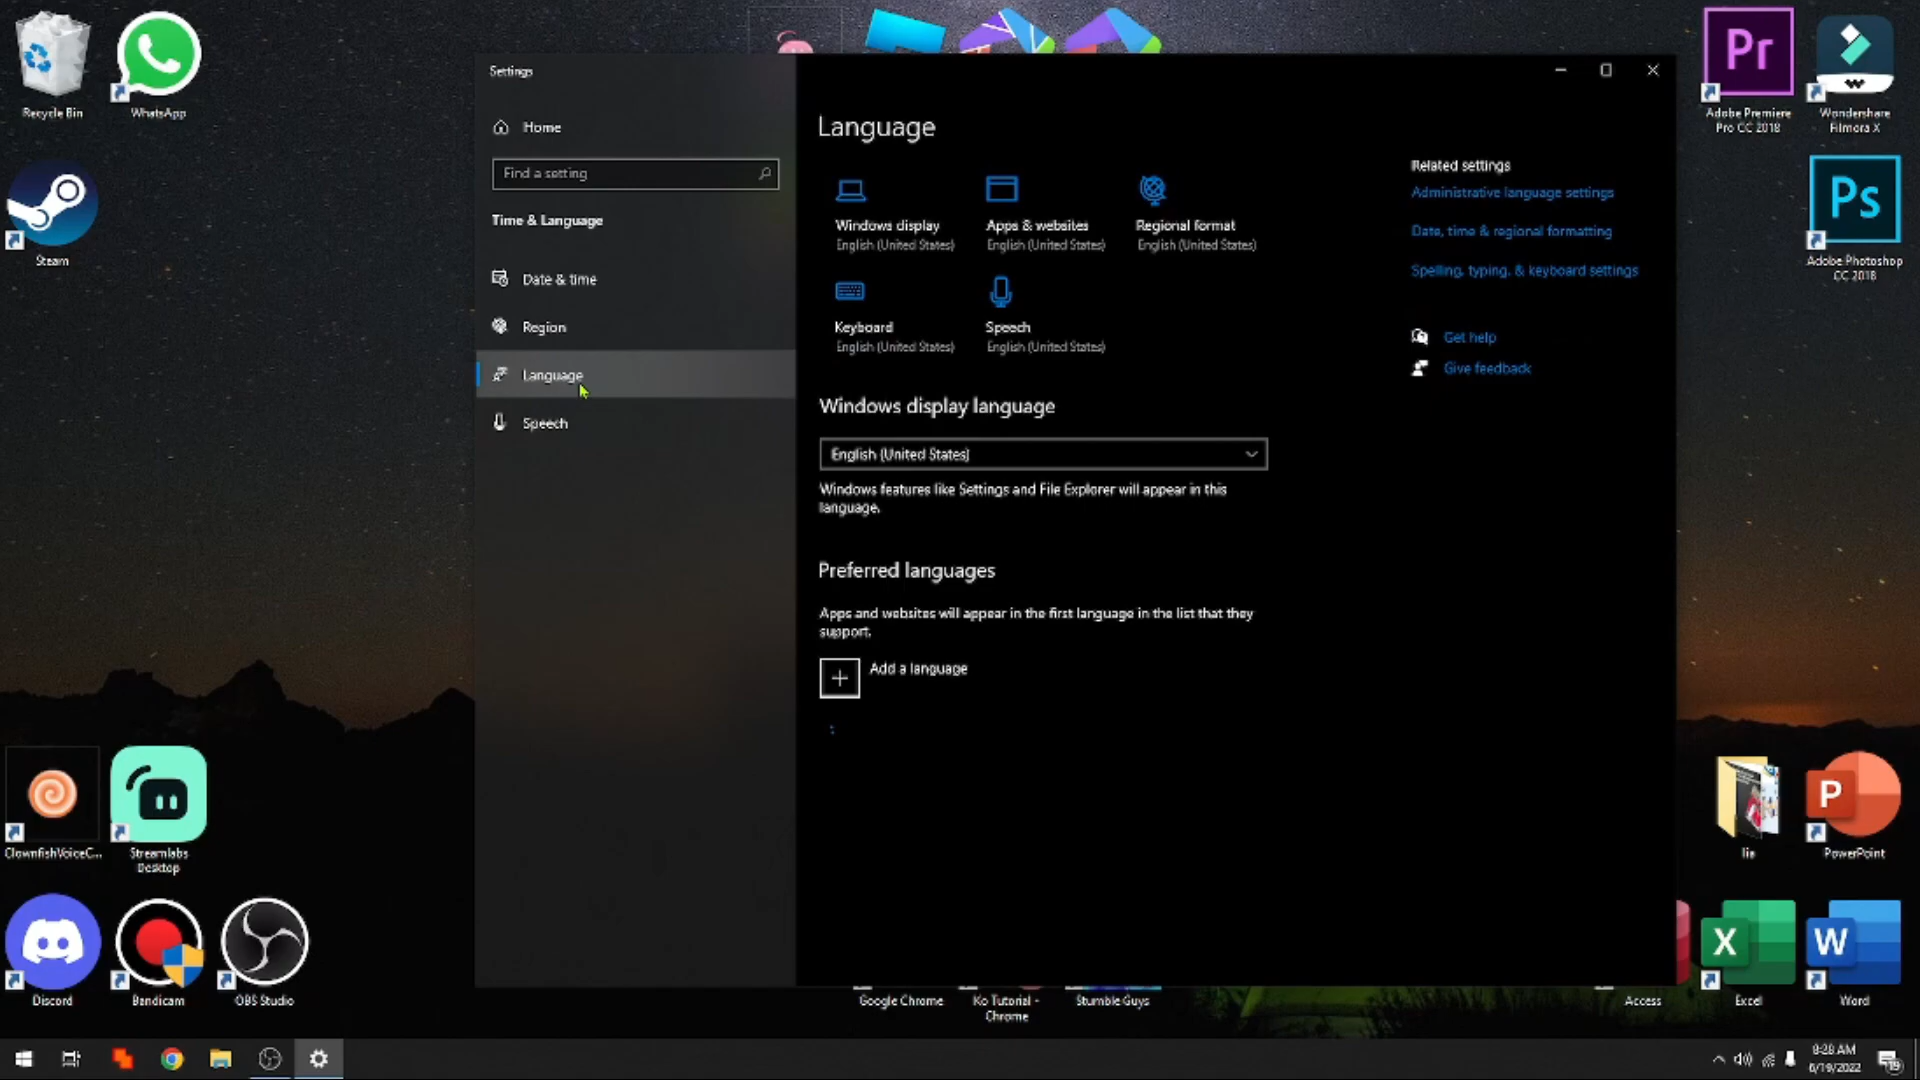 Recycle Bin
WhatsApp
Steam
ClownfishVoiceC...
Streamlabs
Desktop
Discord
Bandicam
OBS Studio
Settings
Home
Find a setting
Time & Language
Date & time
Region
Language
Speech
Language
Windows display
English (United States)
Apps & websites
English (United States)
Regional format
English (United States)
Keyboard
English (United States)
Speech
English (United States)
Windows display language
English (United States)
Windows features like Settings and File Explorer will appear in this
language.
Preferred languages
Apps and websites will appear in the first language in the list that they
support.
Add a language
Related settings
Administrative language settings
Date, time & regional formatting
Spelling, typing, & keyboard settings
Get help
Give feedback
Pr
Adobe Premiere
Pro CC 2018
Wondershare
Filmora X
Ps
Adobe Photoshop
CC 2018
lia
P
PowerPoint
Google Chrome
Ko Tutorial -
Chrome
Stumble Guys
Access
X
Excel
W
Word
8:28 AM
6/19/2022
19